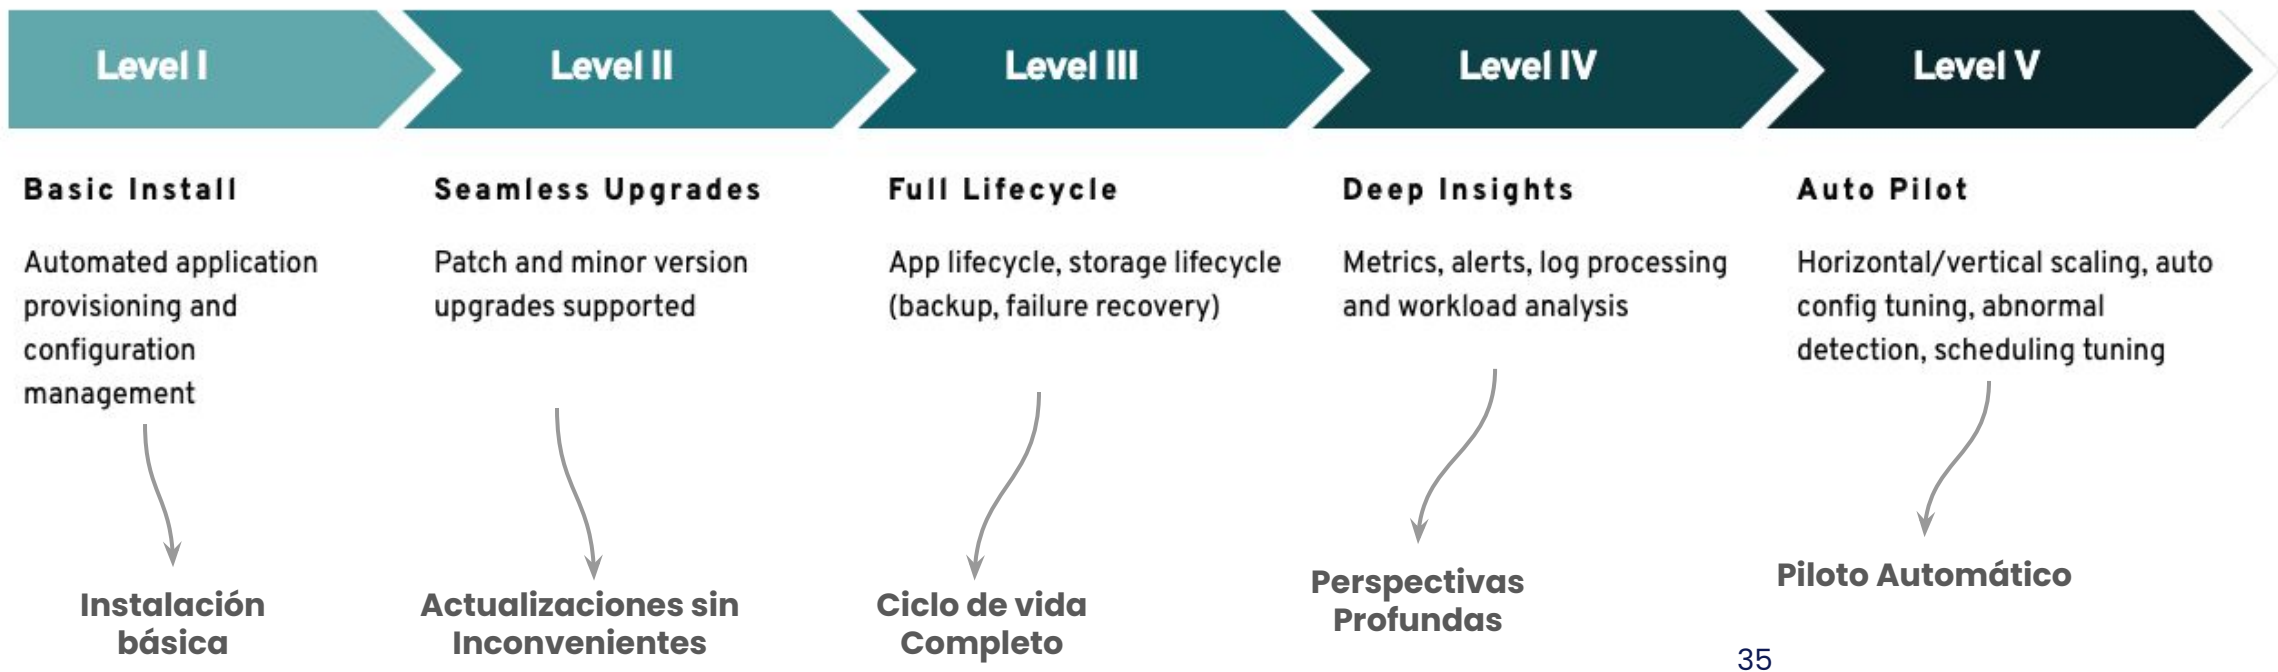 Level I
Level II
Level III
Level IV
Level V
Basic Install
Automated application
provisioning and
configuration
management
Seamless Upgrades
Patch and minor version
upgrades supported
Full Lifecycle
App lifecycle, storage lifecycle
(backup, failure recovery)
Deep Insights
Metrics, alerts, log processing
and workload analysis
Auto Pilot
Horizontal/vertical scaling, auto
config tuning, abnormal
detection, scheduling tuning
Instalación
básica
Actualizaciones sin
Inconvenientes
Ciclo de vida
Completo
Perspectivas
Profundas
Piloto Automático
35